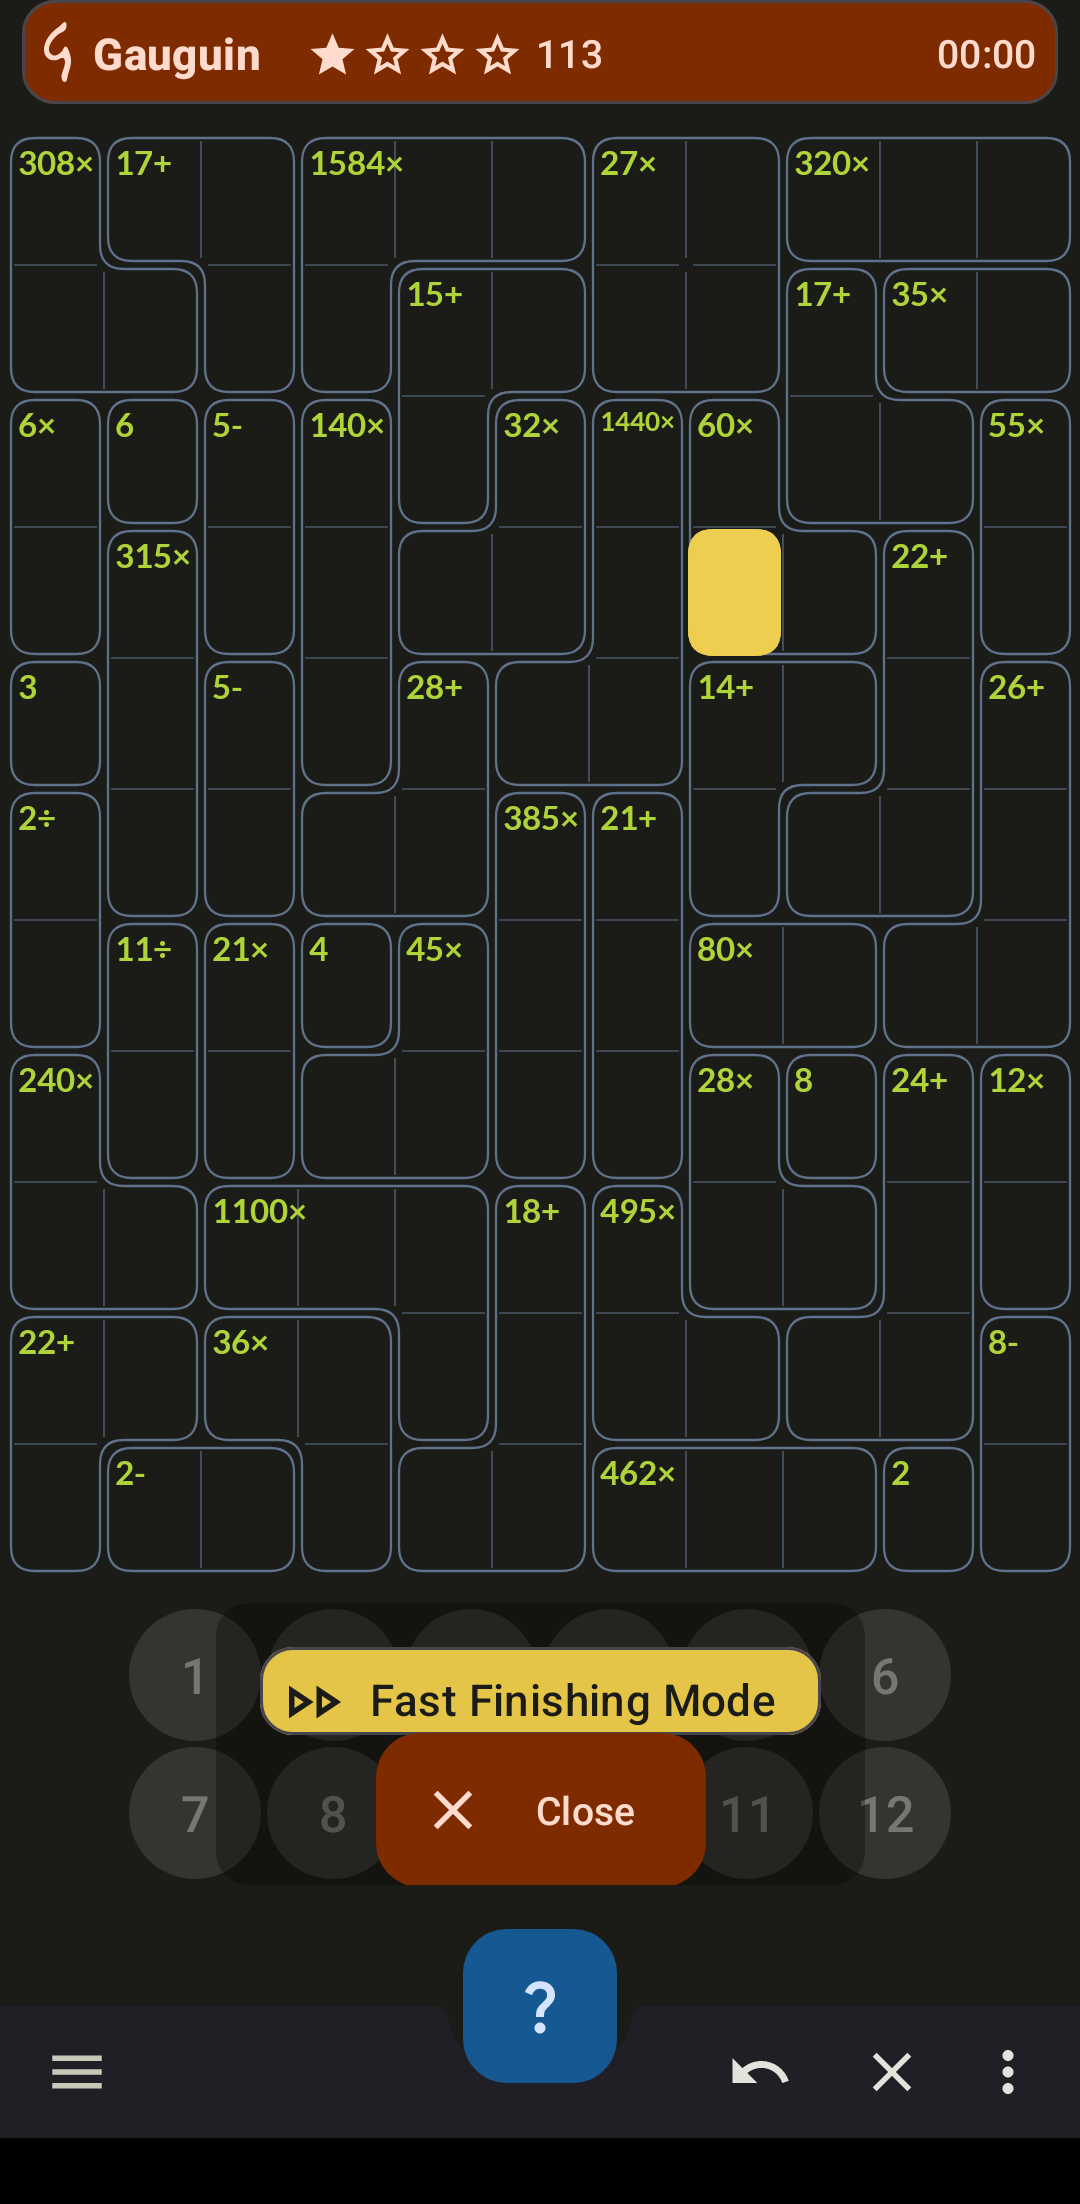 Gauguin 113 00:00
308× 17+ 1584× 27× 320×
15+ 17+ 35×
6× 6 5- 140× 32× 1440× 60× 55×
315× 22+
3 5- 28+ 14+ 26+
2÷ 385× 21+
11÷ 21× 4 45× 80×
240× 28× 8 24+ 12×
1100× 18+ 495×
22+ 36× 8-
2- 462× 2
1 6
Fast Finishing Mode
7 8 11 12
Close
?